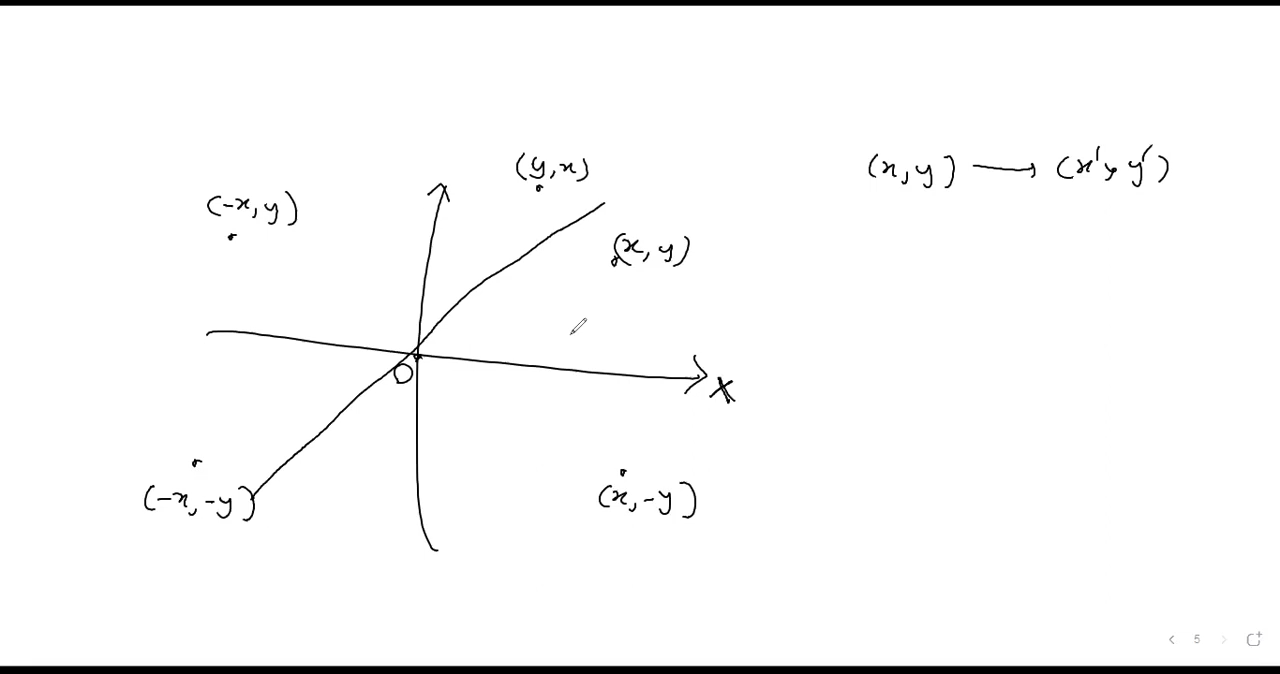 (y, x)
(x, y) → (x', y')
(-x, y)
(x, y)
O
X
(-x, -y)
(x, -y)
5